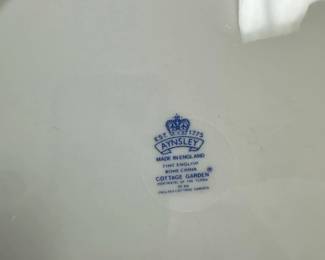 EST 1775
AYNSLEY
MADE IN ENGLAND
FINE ENGLISH
BONE CHINA
COTTAGE GARDEN